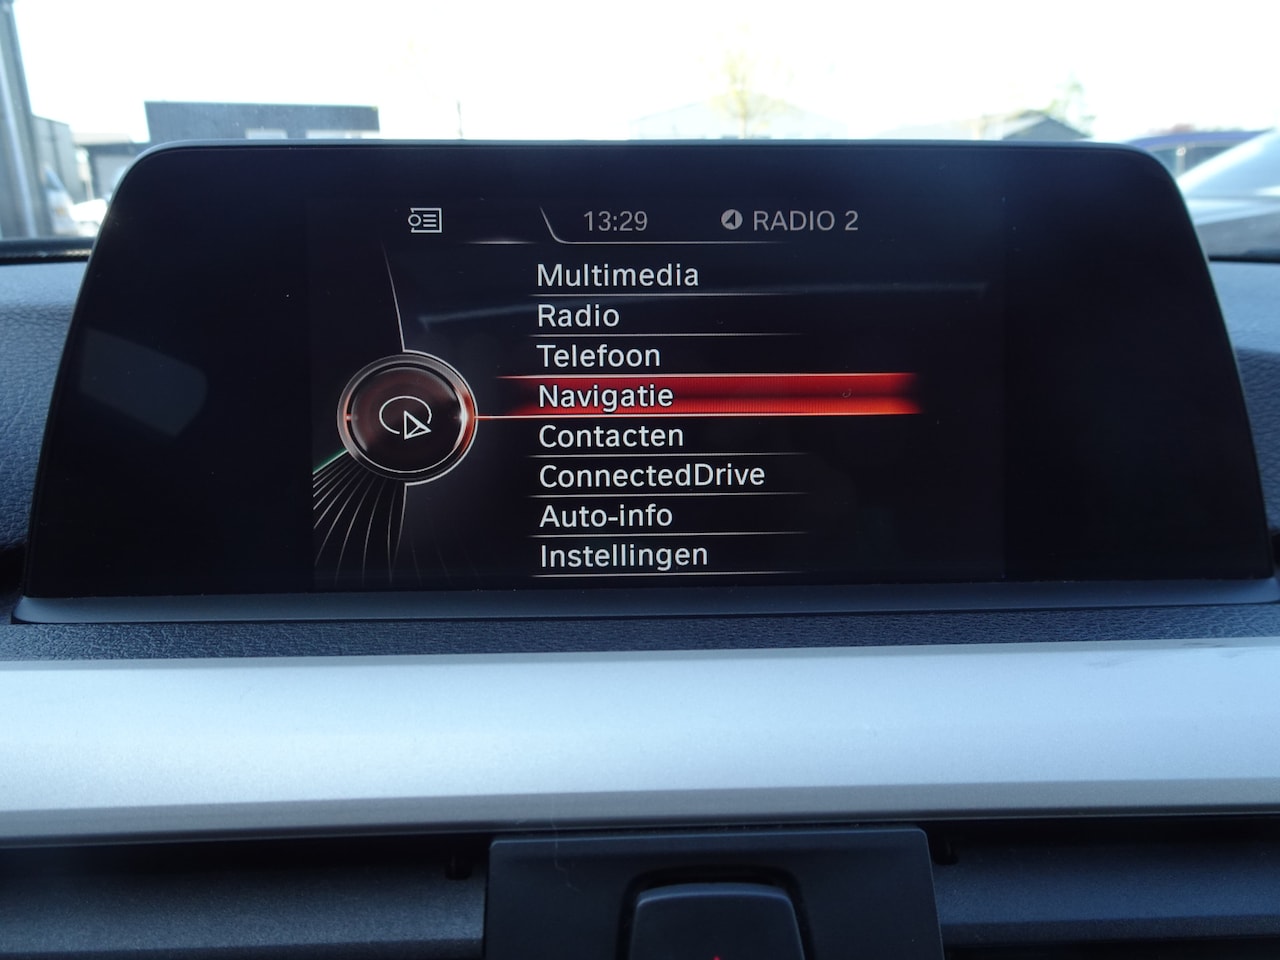 13:29 RADIO 2
Multimedia
Radio
Telefoon
Navigatie
Contacten
ConnectedDrive
Auto-info
Instellingen